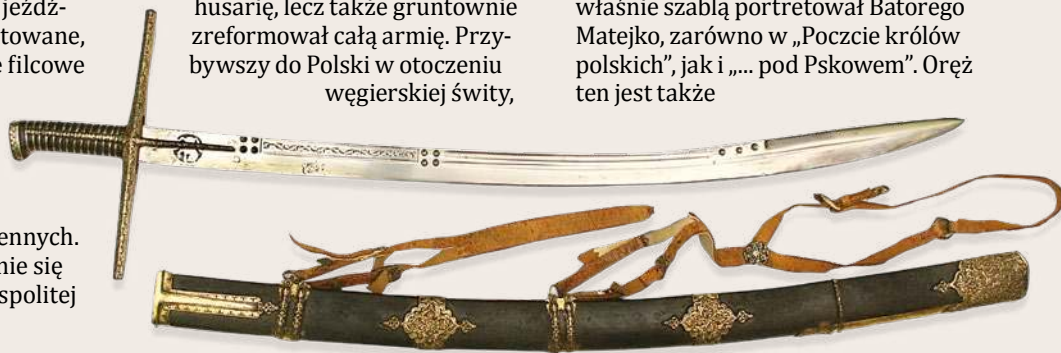 jeźdź-
towane,
e filcowe
ennych.
nie się
spolitej
husarię, lecz także gruntownie
zreformował całą armię. Przy-
bywszy do Polski w otoczeniu
węgierskiej świty,
właśnie szablą portretował Batorego
Matejko, zarówno w „Poczcie królów
polskich”, jak i „... pod Pskowem”. Oręż
ten jest także